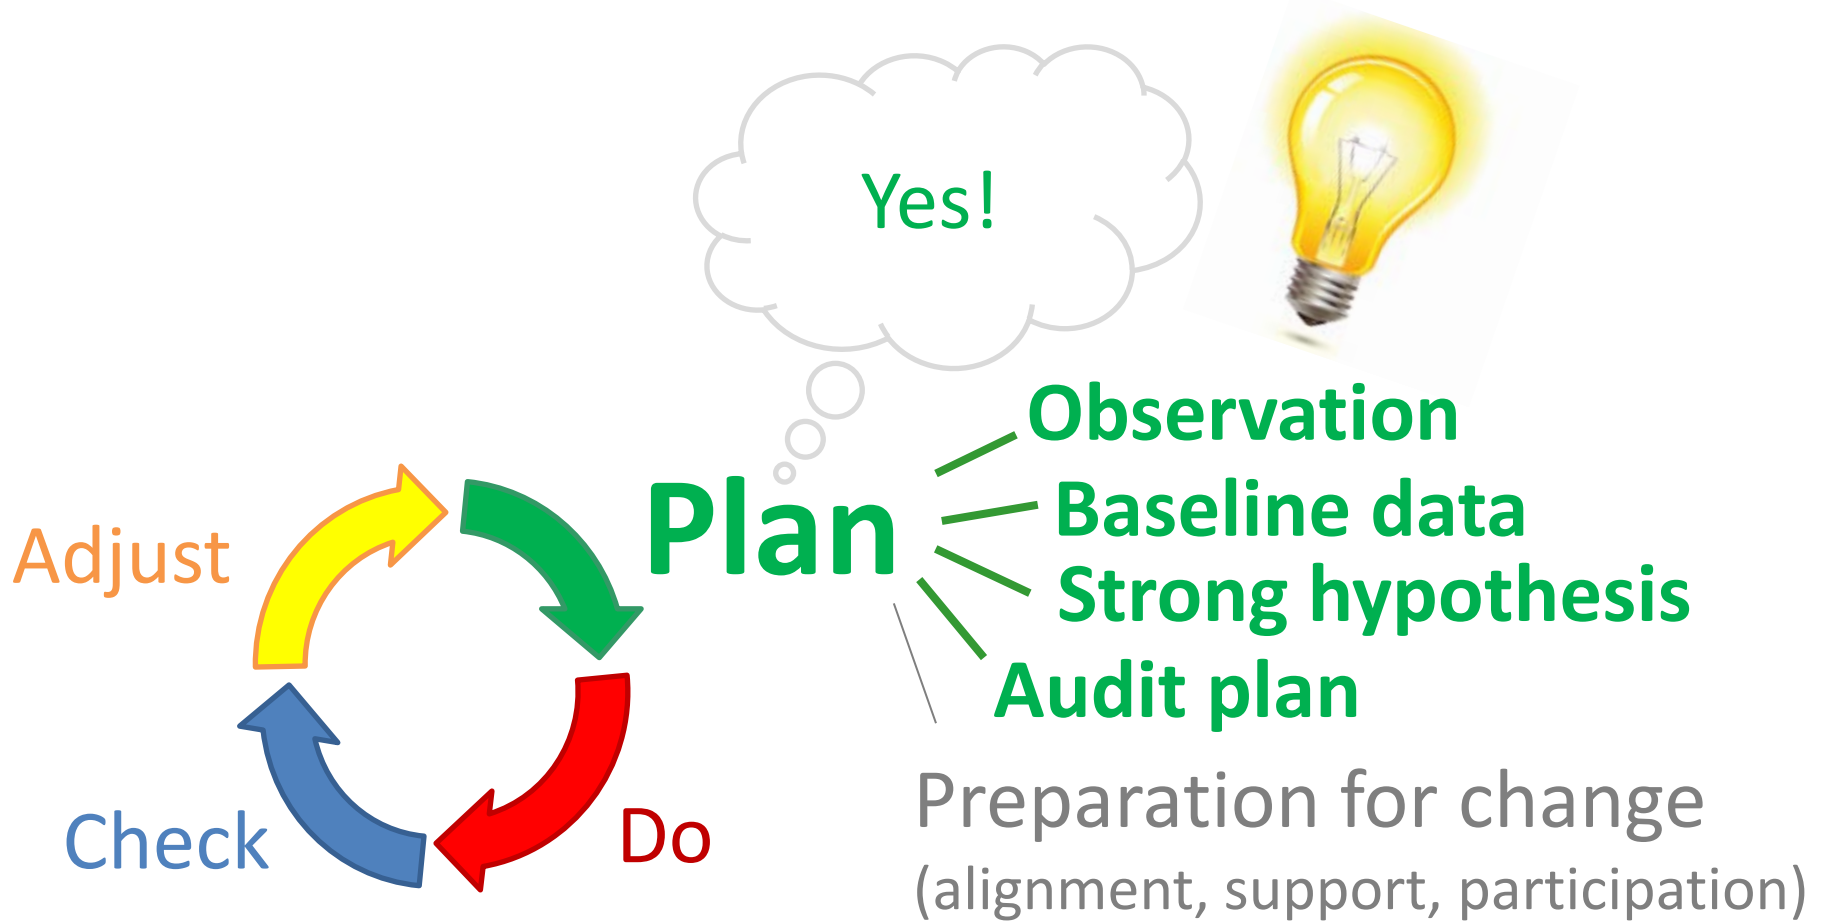 Yes!
Observation
Plan
Baseline data
Adjust
Strong hypothesis
Audit plan
Preparation for change
Check
Do
(alignment, support, participation)